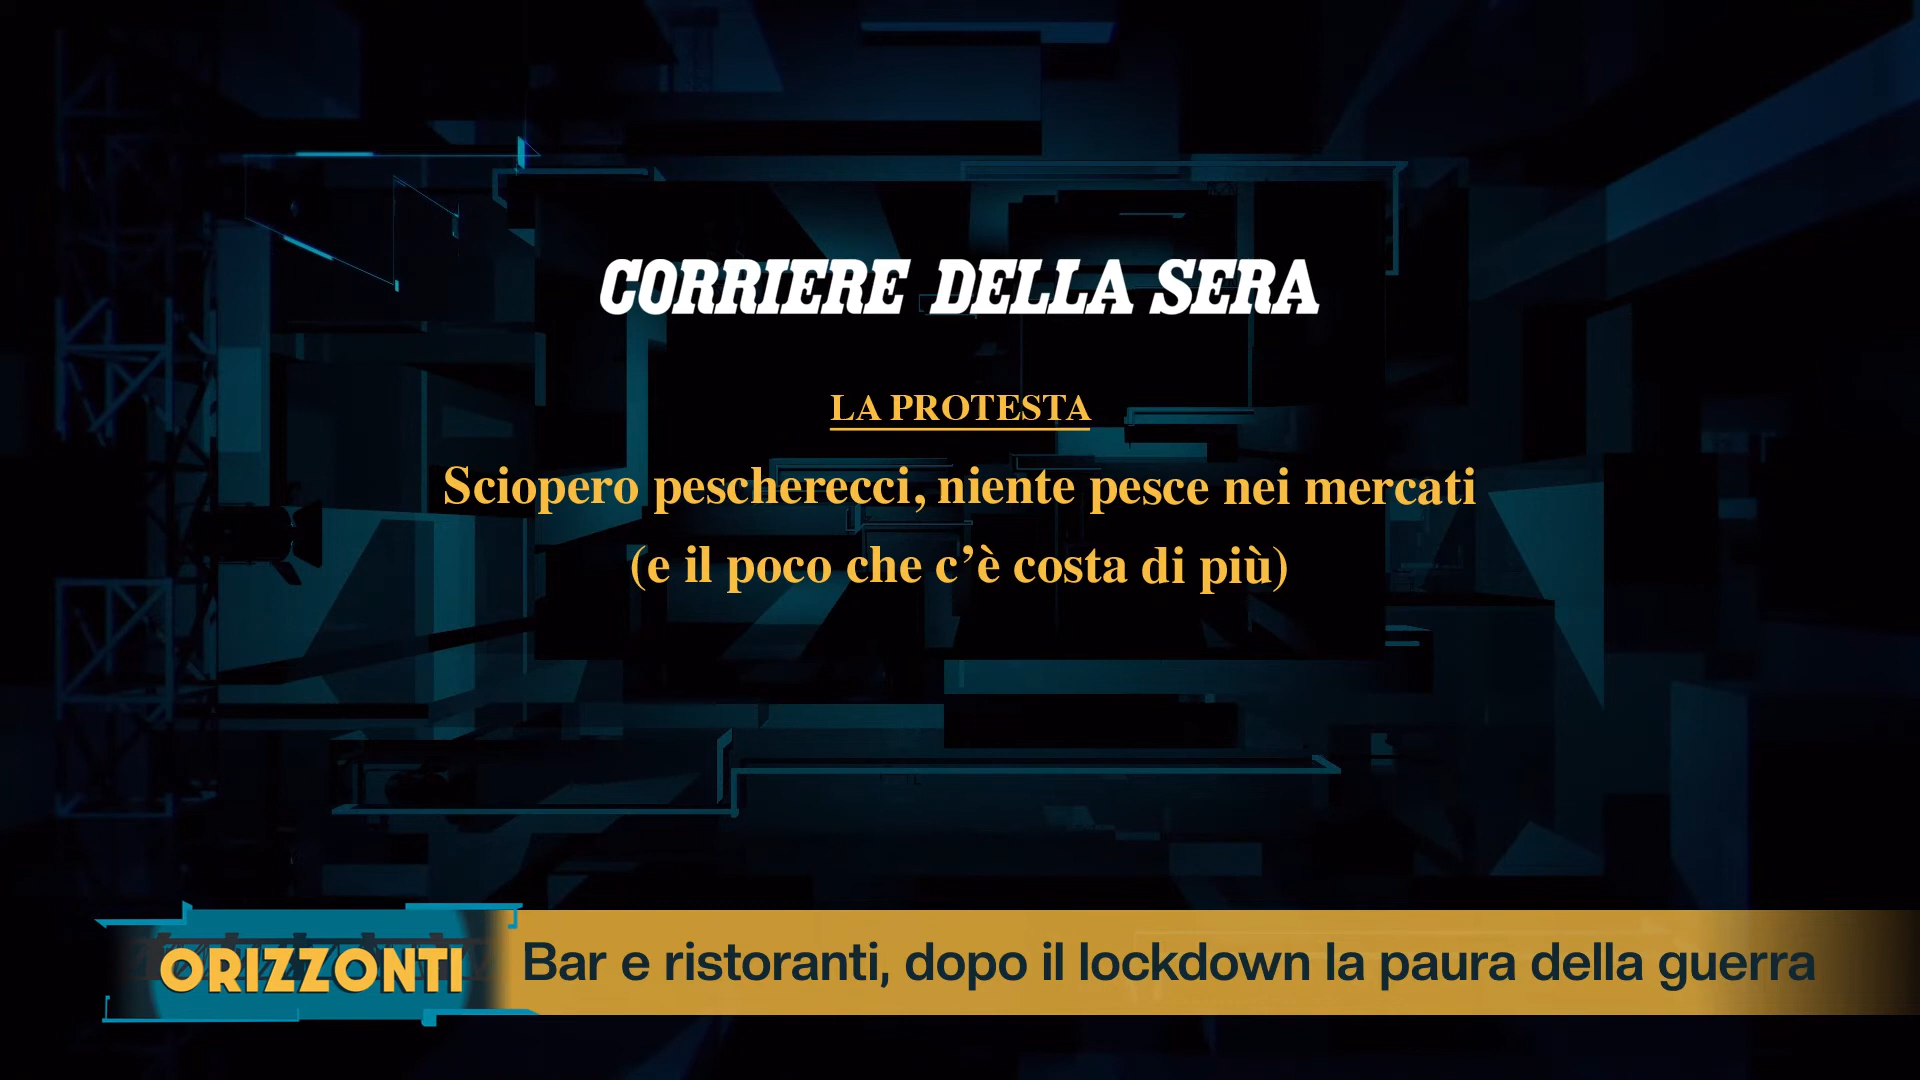 CORRIERE DELLA SERA
LA PROTESTA
Sciopero pescherecci, niente pesce nei mercati
(e il poco che c’è costa di più)
ORIZZONTI
Bar e ristoranti, dopo il lockdown la paura della guerra